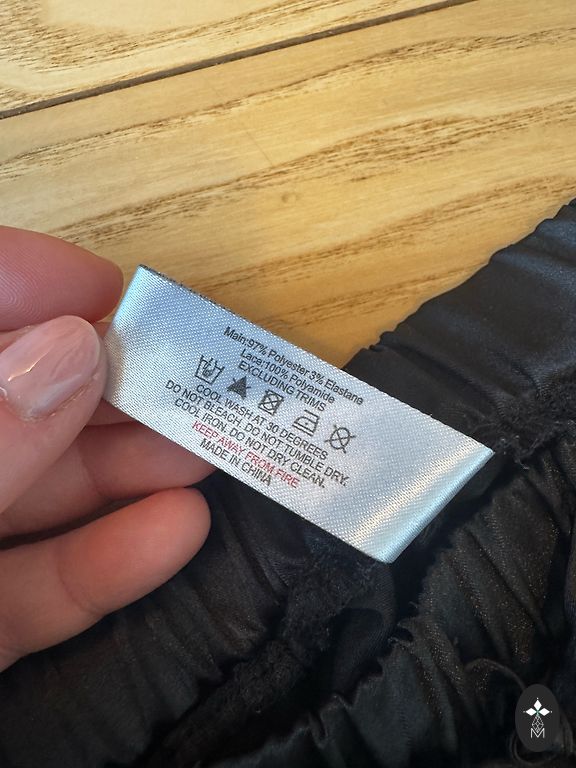 Main:97% Polyester 3% Elastane
Lace:100% Polyamide
EXCLUDING TRIMS
COOL WASH AT 30 DEGREES
DO NOT BLEACH. DO NOT TUMBLE DRY.
COOL IRON. DO NOT DRY CLEAN.
KEEP AWAY FROM FIRE
MADE IN CHINA